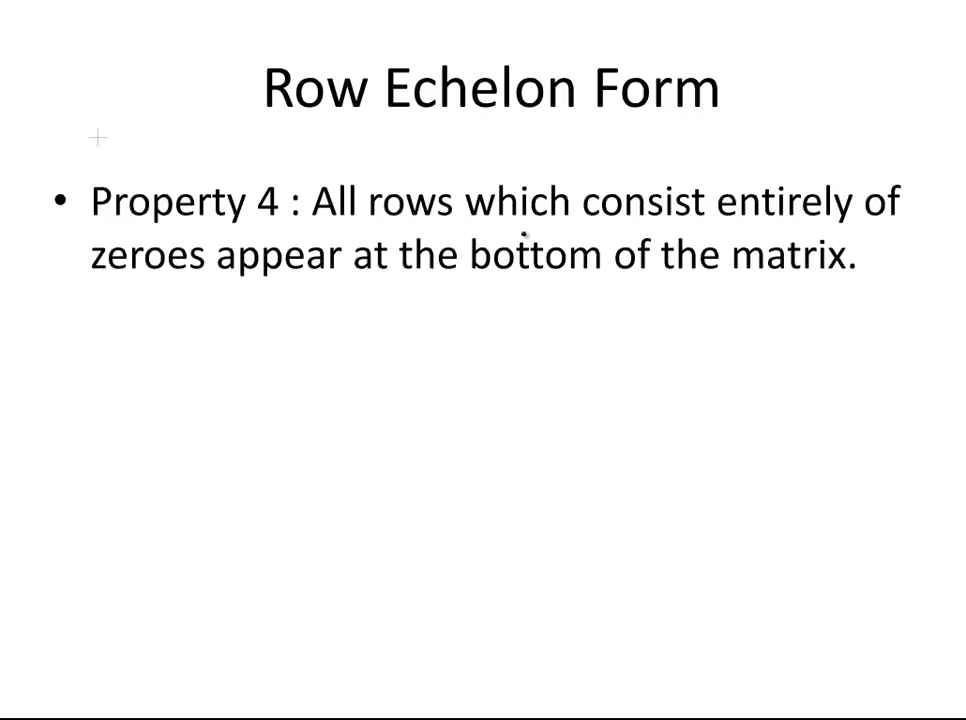 Row Echelon Form
• Property 4 : All rows which consist entirely of
zeroes appear at the bottom of the matrix.